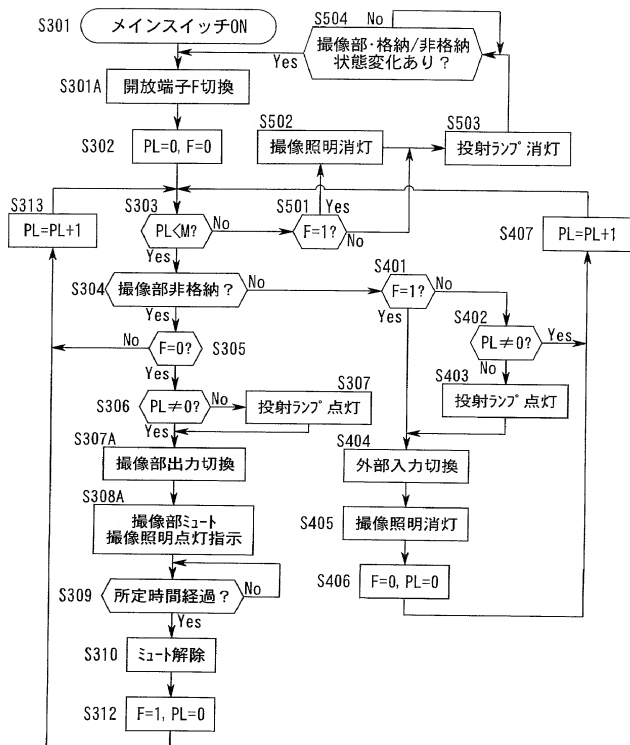 S301
メインスイッチON
S504
No
撮像部・格納/非格納
状態変化あり?
Yes
S301A
開放端子F切換
S302
PL=0, F=0
S502
撮像照明消灯
S503
投射ランプ消灯
S313
PL=PL+1
S303
PL<M?
No
Yes
S501
F=1?
Yes
No
S407
PL=PL+1
S304
撮像部非格納?
No
Yes
S401
F=1?
No
Yes
S402
PL≠0?
Yes
No
No
F=0?
S305
Yes
S306
PL≠0?
No
Yes
S307
投射ランプ点灯
S403
投射ランプ点灯
S307A
撮像部出力切換
S404
外部入力切換
S308A
撮像部ミュート
撮像照明点灯指示
S405
撮像照明消灯
S309
所定時間経過?
No
Yes
S406
F=0, PL=0
S310
ミュート解除
S312
F=1, PL=0